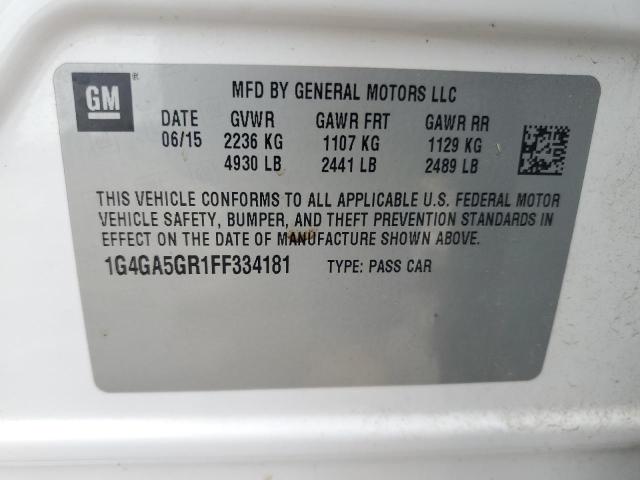 GM
MFD BY GENERAL MOTORS LLC
DATE GVWR GAWR FRT GAWR RR
06/15 2236 KG 1107 KG 1129 KG
4930 LB 2441 LB 2489 LB
THIS VEHICLE CONFORMS TO ALL APPLICABLE U.S. FEDERAL MOTOR
VEHICLE SAFETY, BUMPER, AND THEFT PREVENTION STANDARDS IN
EFFECT ON THE DATE OF MANUFACTURE SHOWN ABOVE.
1G4GA5GR1FF334181 TYPE: PASS CAR